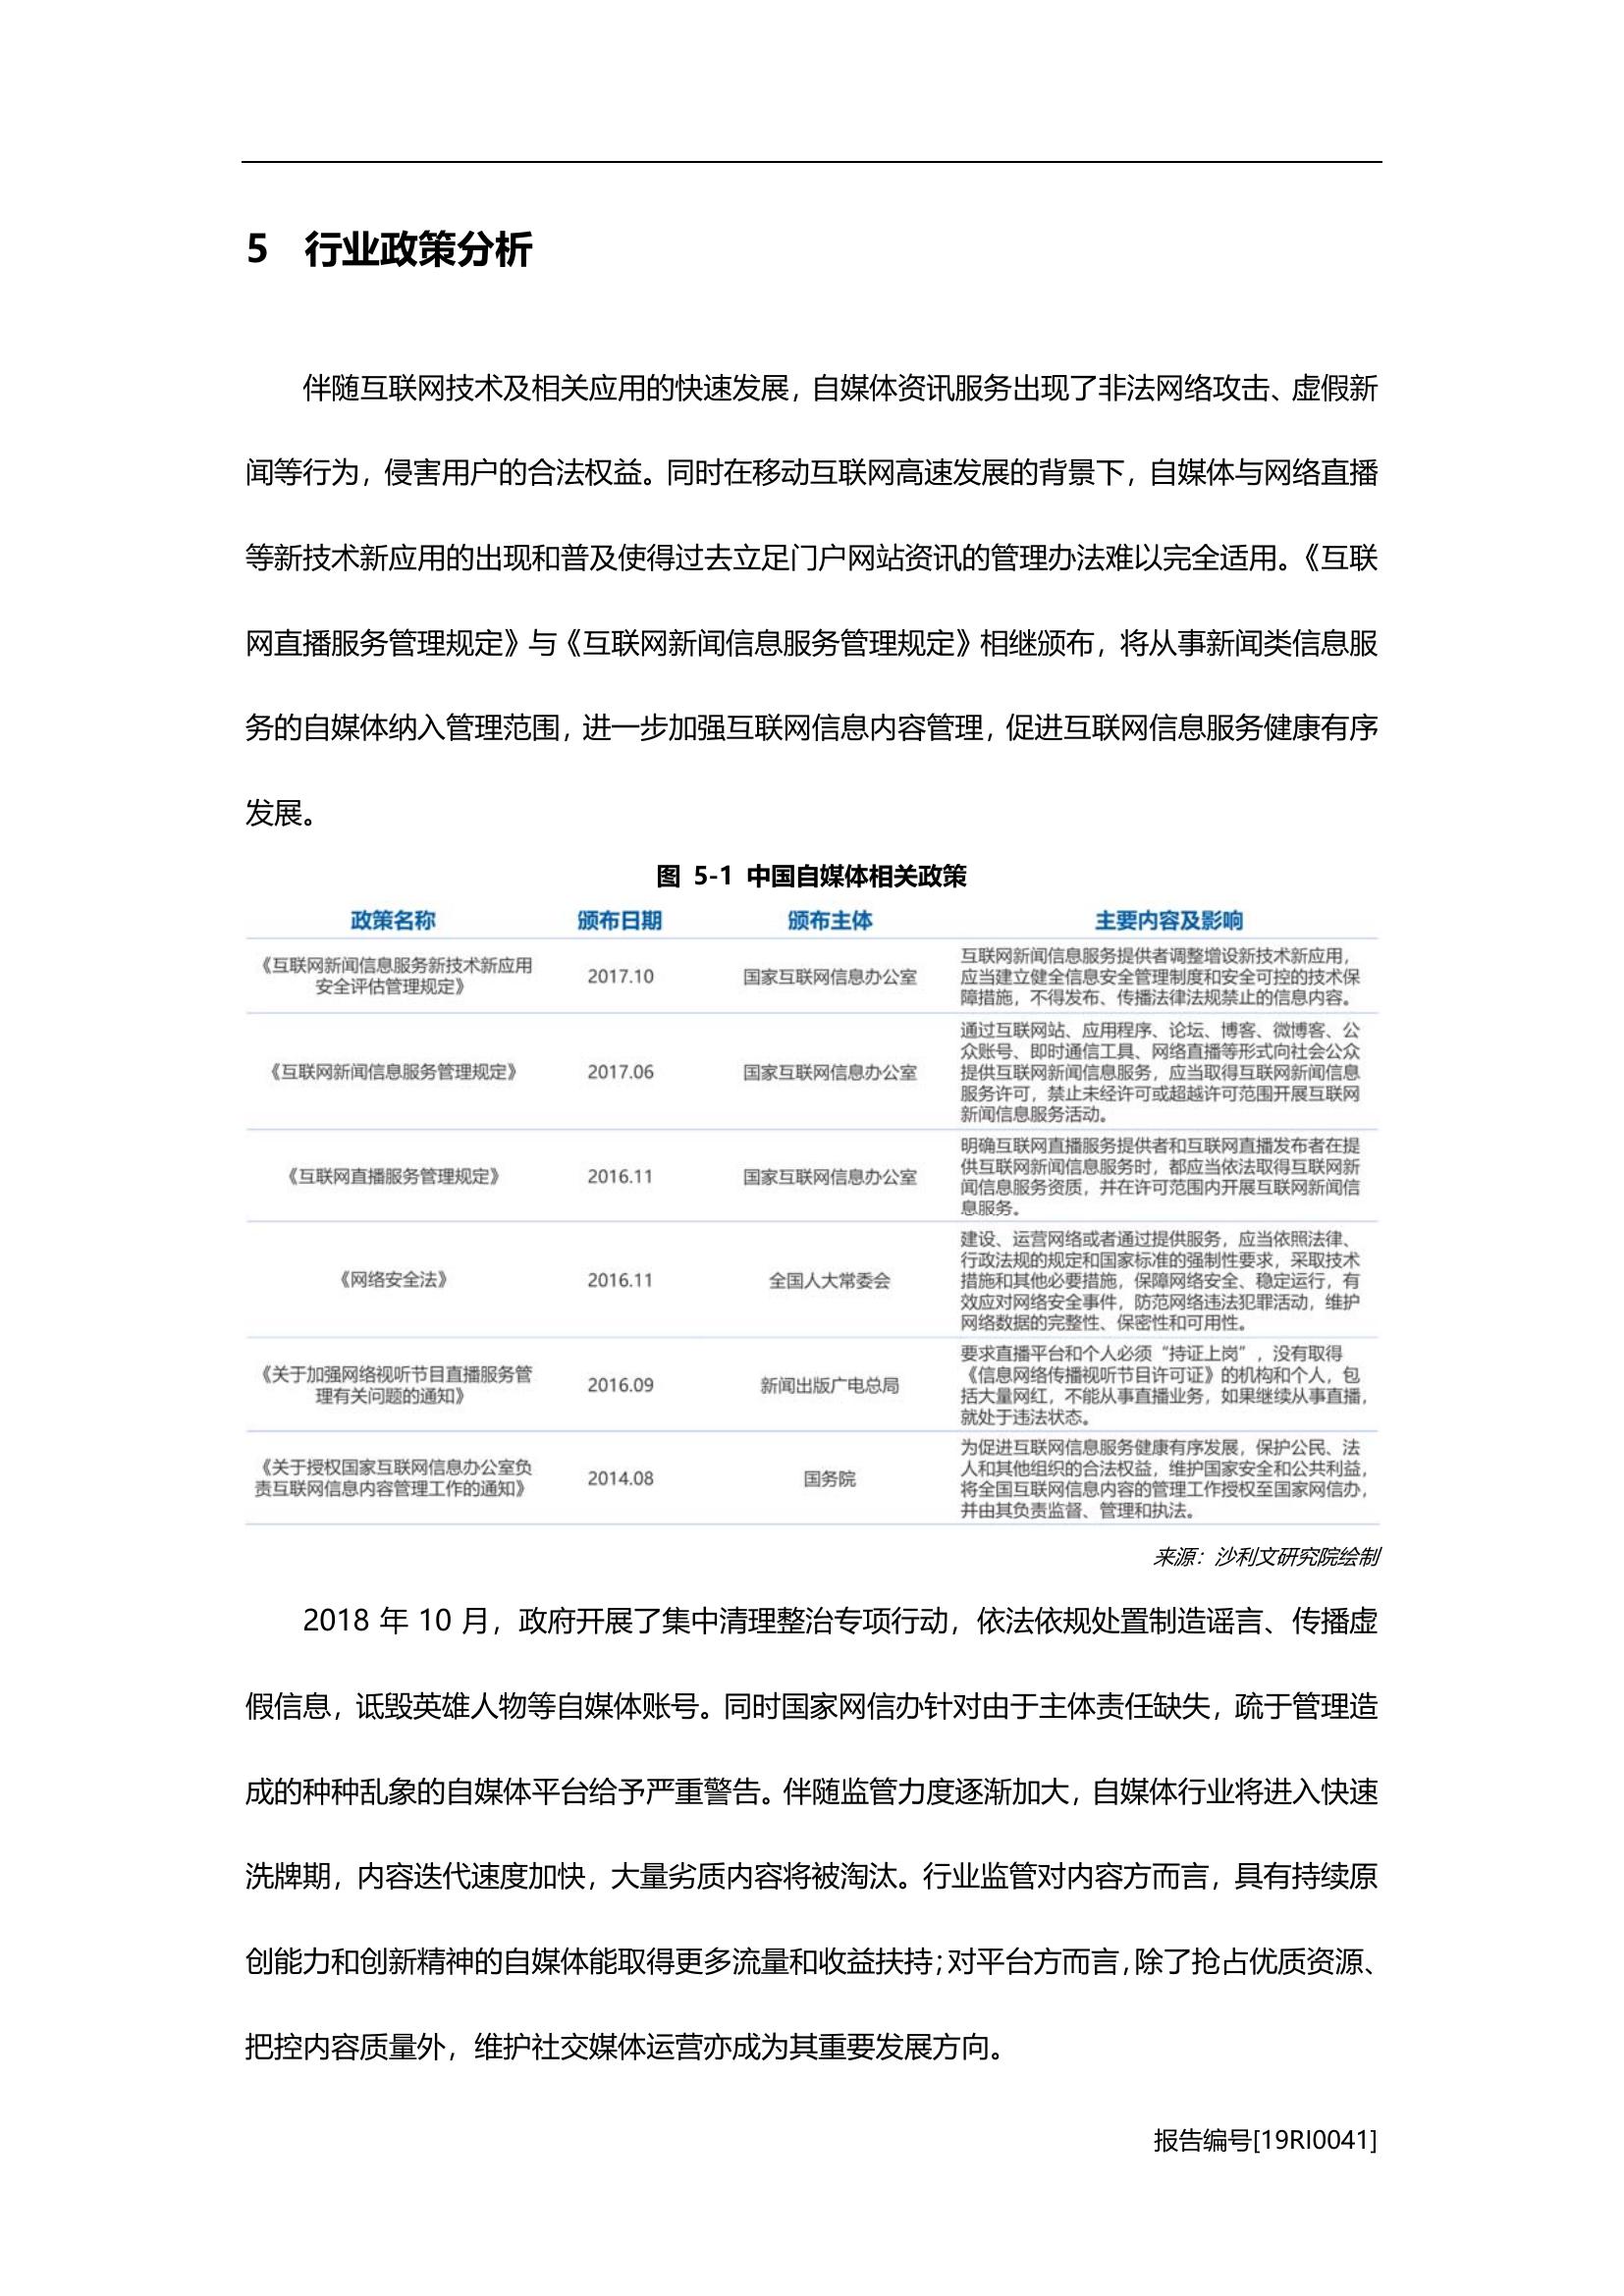 5 行业政策分析
伴随互联网技术及相关应用的快速发展，自媒体资讯服务出现了非法网络攻击、虚假新
闻等行为，侵害用户的合法权益。同时在移动互联网高速发展的背景下，自媒体与网络直播
等新技术新应用的出现和普及使得过去立足门户网站资讯的管理办法难以完全适用。《互联
网直播服务管理规定》与《互联网新闻信息服务管理规定》相继颁布，将从事新闻类信息服
务的自媒体纳入管理范围，进一步加强互联网信息内容管理，促进互联网信息服务健康有序
发展。
图 5-1 中国自媒体相关政策
政策名称 颁布日期 颁布主体 主要内容及影响
《互联网新闻信息服务新技术新应用
安全评估管理规定》
2017.10
国家互联网信息办公室
互联网新闻信息服务提供者调整增设新技术新应用，
应当建立健全信息安全管理制度和安全可控的技术保
障措施，不得发布、传播法律法规禁止的信息内容。
《互联网新闻信息服务管理规定》
2017.06
国家互联网信息办公室
通过互联网站、应用程序、论坛、博客、微博客、公
众账号、即时通信工具、网络直播等形式向社会公众
提供互联网新闻信息服务，应当取得互联网新闻信息
服务许可，禁止未经许可或超越许可范围开展互联网
新闻信息服务活动。
《互联网直播服务管理规定》
2016.11
国家互联网信息办公室
明确互联网直播服务提供者和互联网直播发布者在提
供互联网新闻信息服务时，都应当依法取得互联网新
闻信息服务资质，并在许可范围内开展互联网新闻信
息服务。
《网络安全法》
2016.11
全国人大常委会
建设、运营网络或者通过提供服务，应当依照法律、
行政法规的规定和国家标准的强制性要求，采取技术
措施和其他必要措施，保障网络安全、稳定运行，有
效应对网络安全事件，防范网络违法犯罪活动，维护
网络数据的完整性、保密性和可用性。
《关于加强网络视听节目直播服务管
理有关问题的通知》
2016.09
新闻出版广电总局
要求直播平台和个人必须“持证上岗”，没有取得
《信息网络传播视听节目许可证》的机构和个人，包
括大量网红，不能从事直播业务，如果继续从事直播，
就处于违法状态。
《关于授权国家互联网信息办公室负
责互联网信息内容管理工作的通知》
2014.08
国务院
为促进互联网信息服务健康有序发展，保护公民、法
人和其他组织的合法权益，维护国家安全和公共利益，
将全国互联网信息内容的管理工作授权至国家网信办，
并由其负责监督、管理和执法。
来源：沙利文研究院绘制
2018 年 10 月，政府开展了集中清理整治专项行动，依法依规处置制造谣言、传播虚
假信息，诋毁英雄人物等自媒体账号。同时国家网信办针对由于主体责任缺失，疏于管理造
成的种种乱象的自媒体平台给予严重警告。伴随监管力度逐渐加大，自媒体行业将进入快速
洗牌期，内容迭代速度加快，大量劣质内容将被淘汰。行业监管对内容方而言，具有持续原
创能力和创新精神的自媒体能取得更多流量和收益扶持；对平台方而言，除了抢占优质资源、
把控内容质量外，维护社交媒体运营亦成为其重要发展方向。
报告编号[19RI0041]